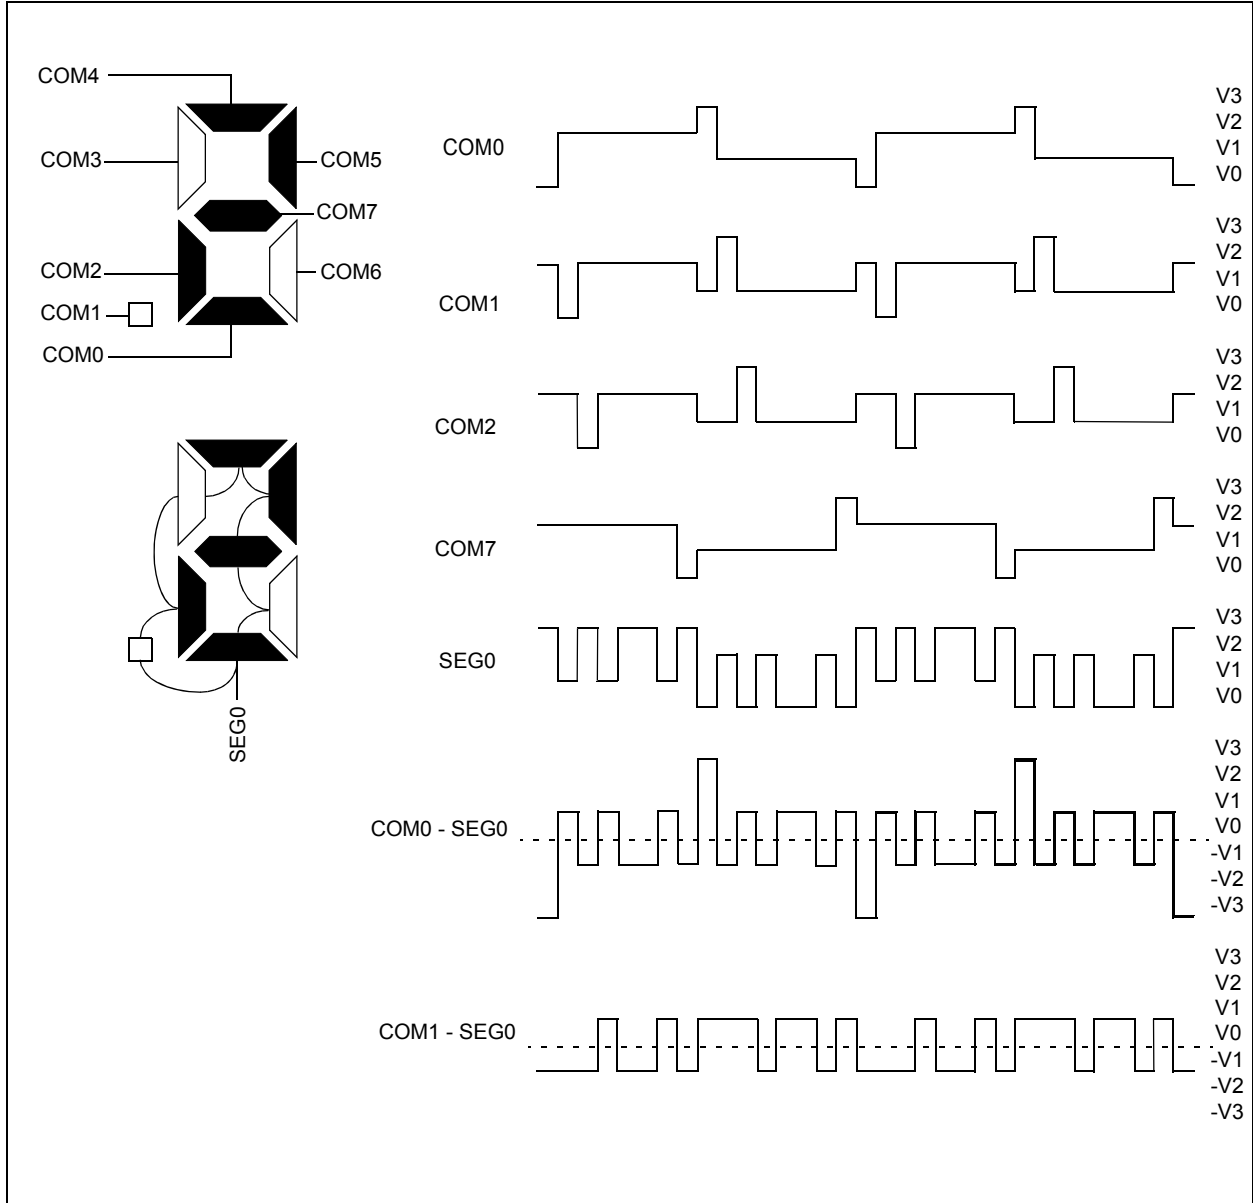 COM4
COM3
COM5
COM7
COM2
COM6
COM1
COM0
SEG0
COM0
V3
V2
V1
V0
COM1
V3
V2
V1
V0
COM2
V3
V2
V1
V0
COM7
V3
V2
V1
V0
SEG0
V3
V2
V1
V0
COM0 - SEG0
V3
V2
V1
V0
-V1
-V2
-V3
COM1 - SEG0
V3
V2
V1
V0
-V1
-V2
-V3